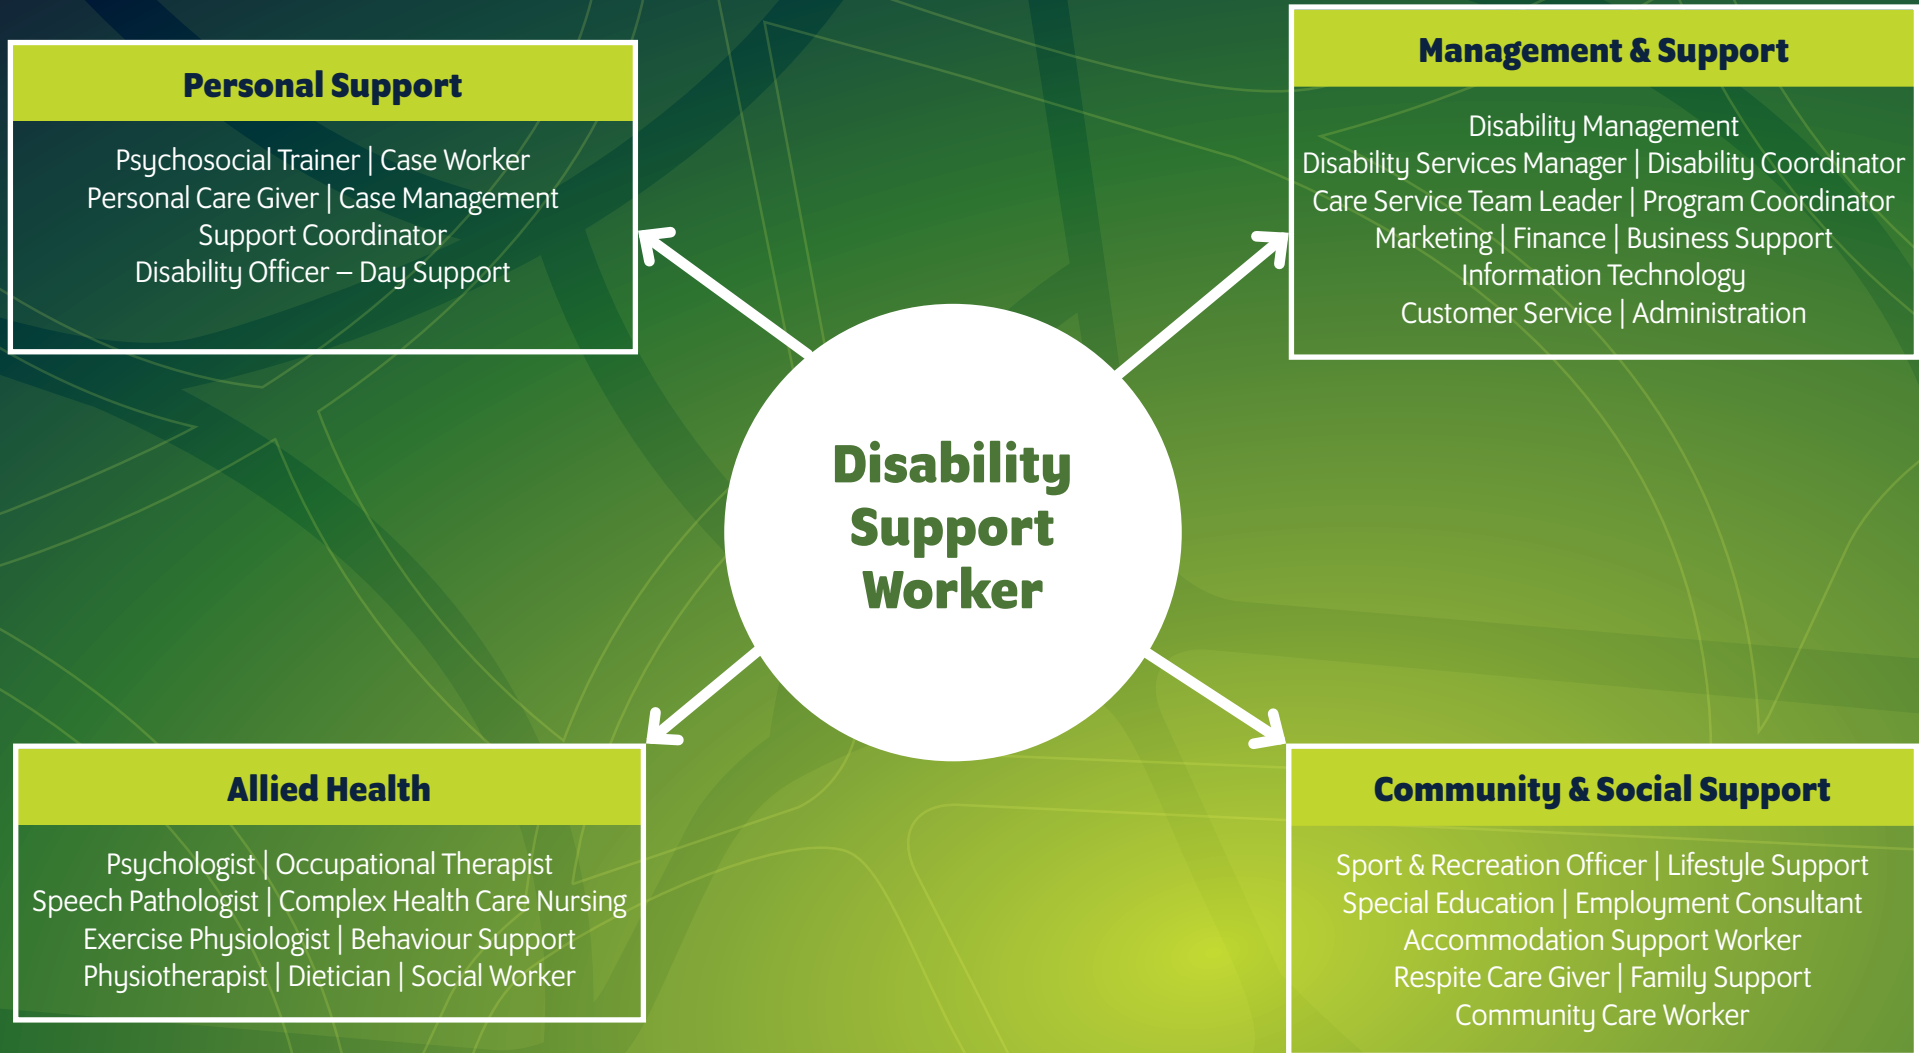 Personal Support
Psychosocial Trainer | Case Worker
Personal Care Giver | Case Management
Support Coordinator
Disability Officer – Day Support
Management & Support
Disability Management
Disability Services Manager | Disability Coordinator
Care Service Team Leader | Program Coordinator
Marketing | Finance | Business Support
Information Technology
Customer Service | Administration
Disability
Support
Worker
Allied Health
Psychologist | Occupational Therapist
Speech Pathologist | Complex Health Care Nursing
Exercise Physiologist | Behaviour Support
Physiotherapist | Dietician | Social Worker
Community & Social Support
Sport & Recreation Officer | Lifestyle Support
Special Education | Employment Consultant
Accommodation Support Worker
Respite Care Giver | Family Support
Community Care Worker